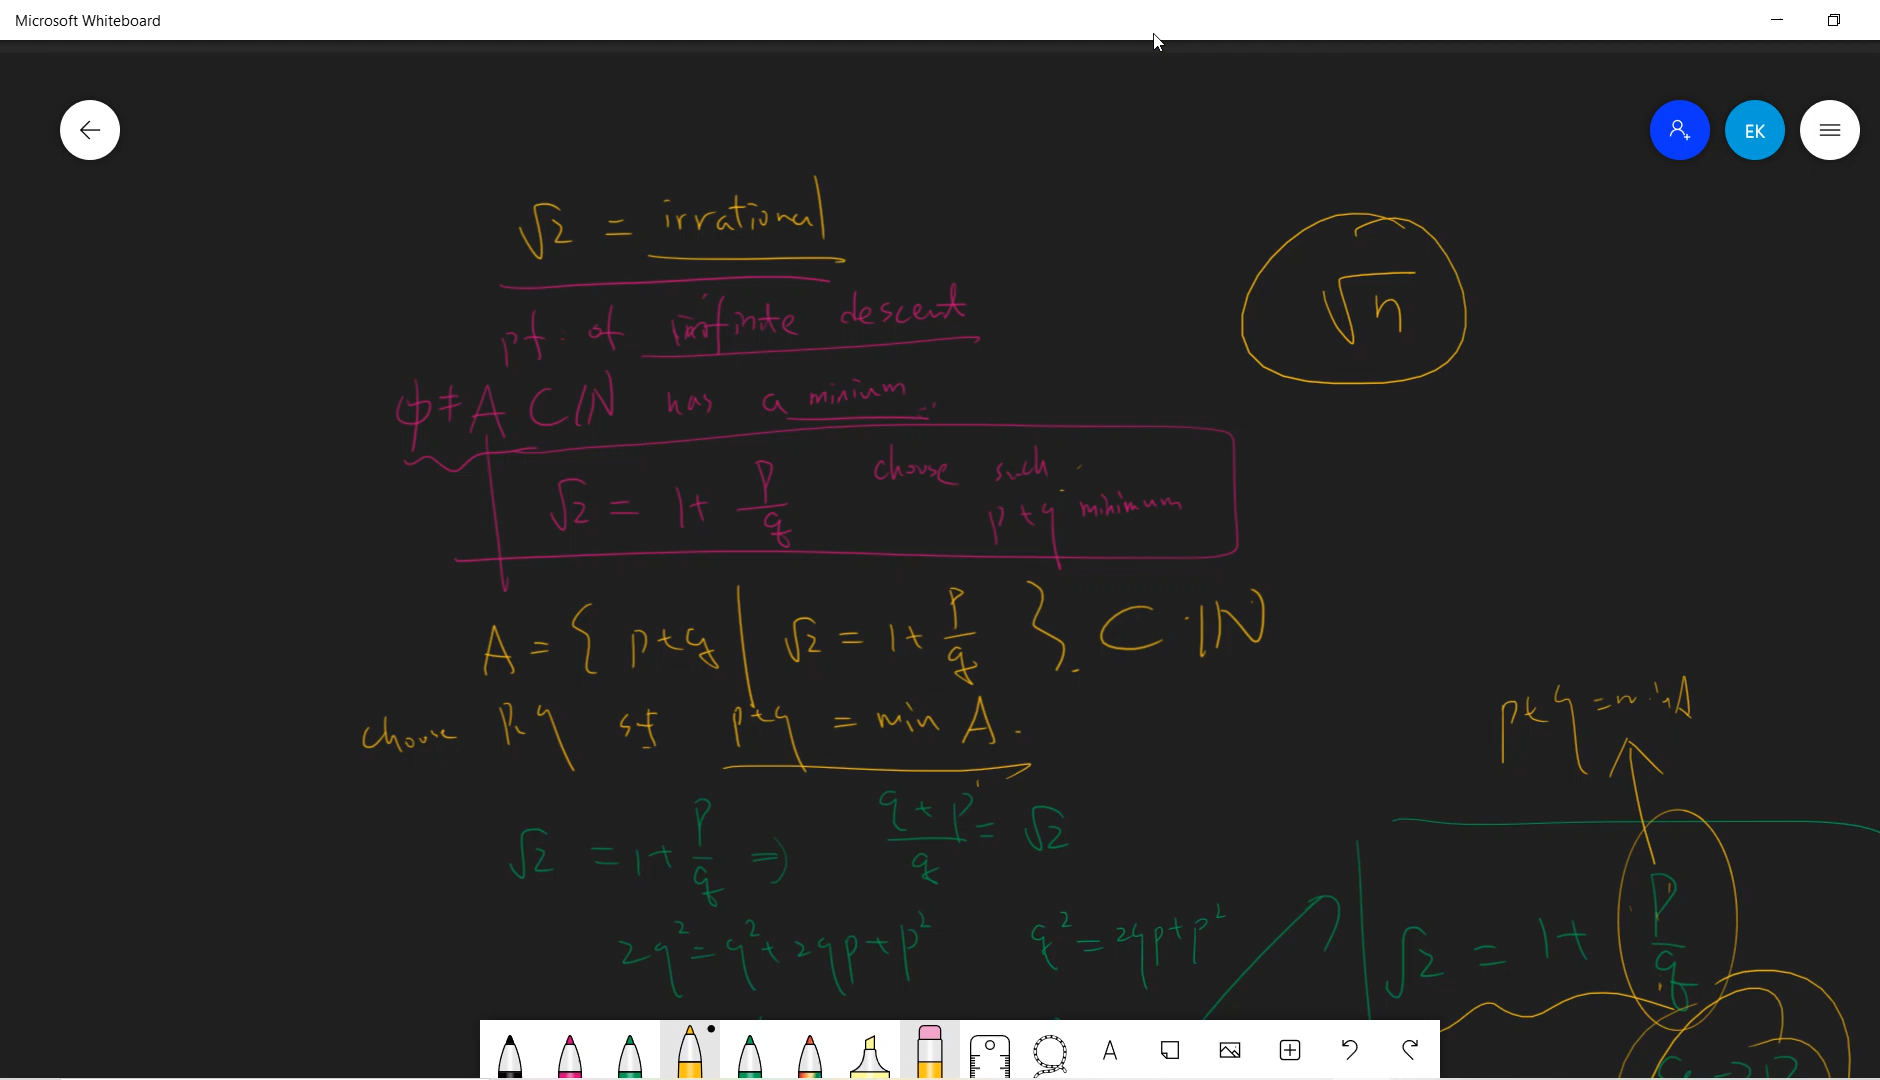 Microsoft Whiteboard
EK
√2 = irrational
√n
pf. of infinite descent
ϕ ≠ A ⊂ ℕ has a minium.
√2 = 1 + p/q choose such
p+q minimum
A = { p+q | √2 = 1 + p/q }. ⊂ ℕ
choose p, q st p+q = min A.
p+q = min A
√2 = 1 + p/q ⇒ (q+p)/q = √2
2q² = q² + 2qp + p² q² = 2qp + p²
√2 = 1 + p/q
A